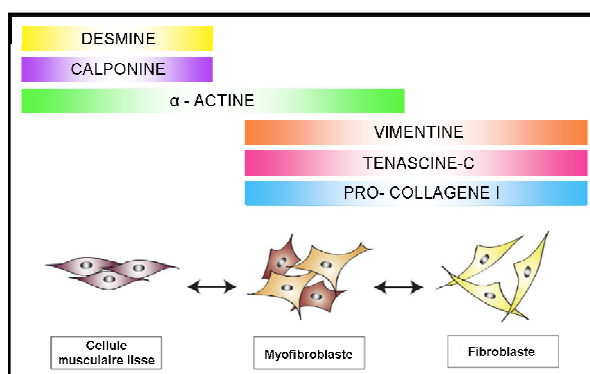 DESMINE
CALPONINE
α - ACTINE
VIMENTINE
TENASCINE-C
PRO- COLLAGENE I
Cellule
musculaire lisse
Myofibroblaste
Fibroblaste